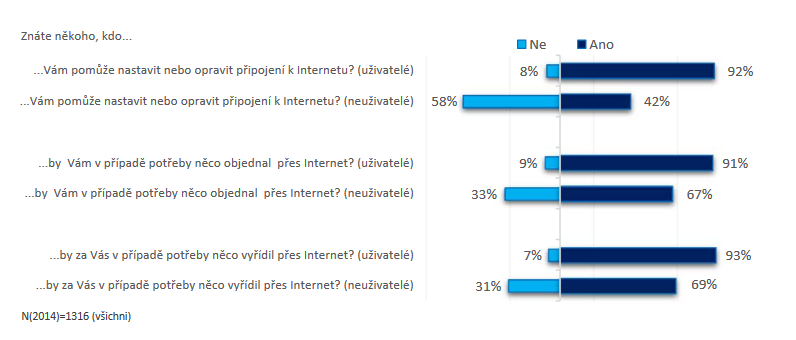 Znáte někoho, kdo...
Ne Ano
...Vám pomůže nastavit nebo opravit připojení k Internetu? (uživatelé) 8% 92%
...Vám pomůže nastavit nebo opravit připojení k Internetu? (neuživatelé) 58% 42%
...by Vám v případě potřeby něco objednal přes Internet? (uživatelé) 9% 91%
...by Vám v případě potřeby něco objednal přes Internet? (neuživatelé) 33% 67%
...by za Vás v případě potřeby něco vyřídil přes Internet? (uživatelé) 7% 93%
...by za Vás v případě potřeby něco vyřídil přes Internet? (neuživatelé) 31% 69%
N(2014)=1316 (všichni)